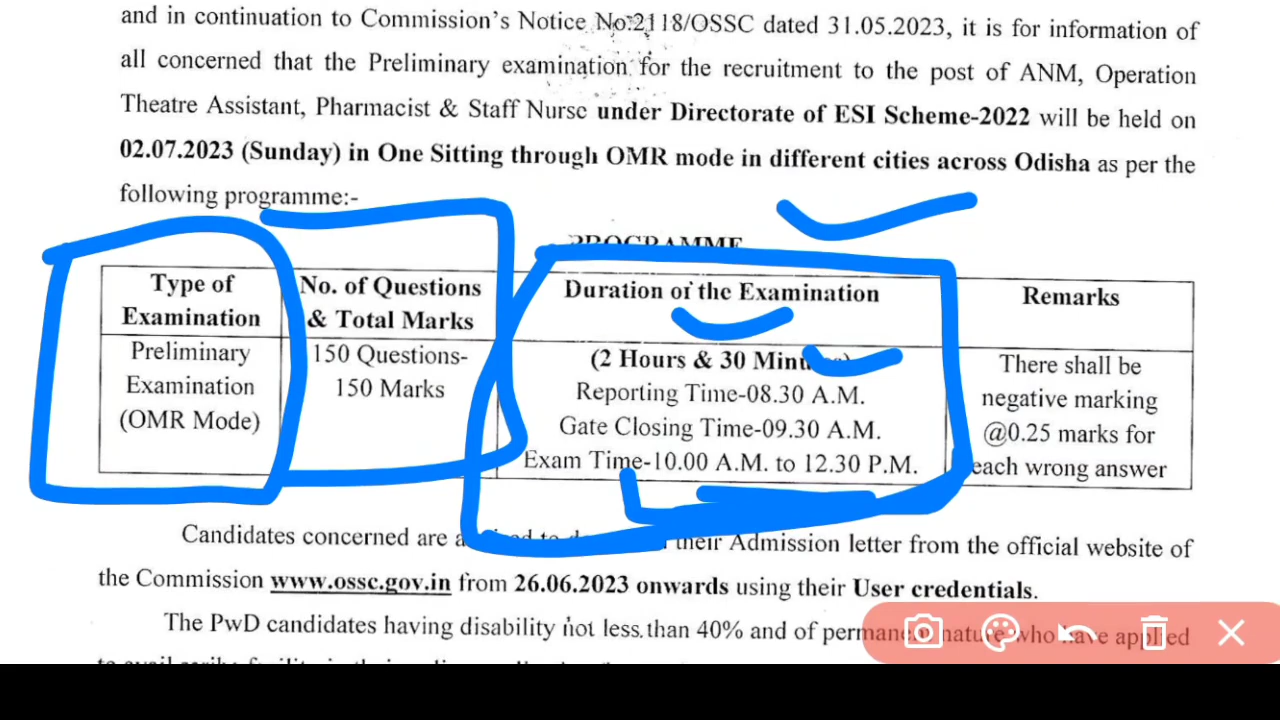 and in continuation to Commission's Notice No:2118/OSSC dated 31.05.2023, it is for information of
all concerned that the Preliminary examination for the recruitment to the post of ANM, Operation
Theatre Assistant, Pharmacist & Staff Nurse under Directorate of ESI Scheme-2022 will be held on
02.07.2023 (Sunday) in One Sitting through OMR mode in different cities across Odisha as per the
following programme:-
PROGRAMME
Type of
Examination
No. of Questions
& Total Marks
Duration of the Examination
Remarks
Preliminary
Examination
(OMR Mode)
150 Questions-
150 Marks
(2 Hours & 30 Minutes)
Reporting Time-08.30 A.M.
Gate Closing Time-09.30 A.M.
Exam Time-10.00 A.M. to 12.30 P.M.
There shall be
negative marking
@0.25 marks for
each wrong answer
Candidates concerned are their Admission letter from the official website of
the Commission www.ossc.gov.in from 26.06.2023 onwards using their User credentials.
The PwD candidates having disability not less than 40% and of permanent nature who have applied